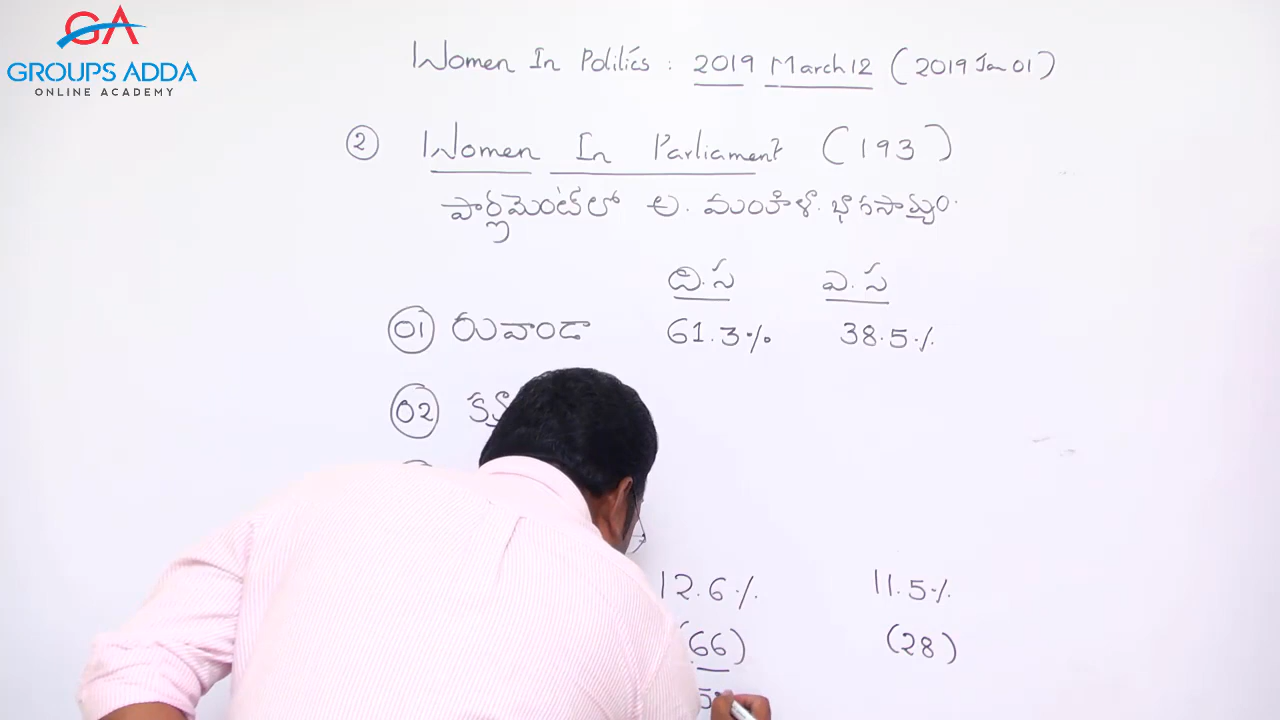 GA
GROUPS ADDA
ONLINE ACADEMY
Women In Politics : 2019 March 12 (2019 Jan 01)
2 Women In Parliament (193)
పార్లమెంట్‌లో అ. మంహిళా. భాగసామ్యం.
ది.స ఎ.స
01 రువాండా 61.3% 38.5%
02
12.6% 11.5%
(66) (28)